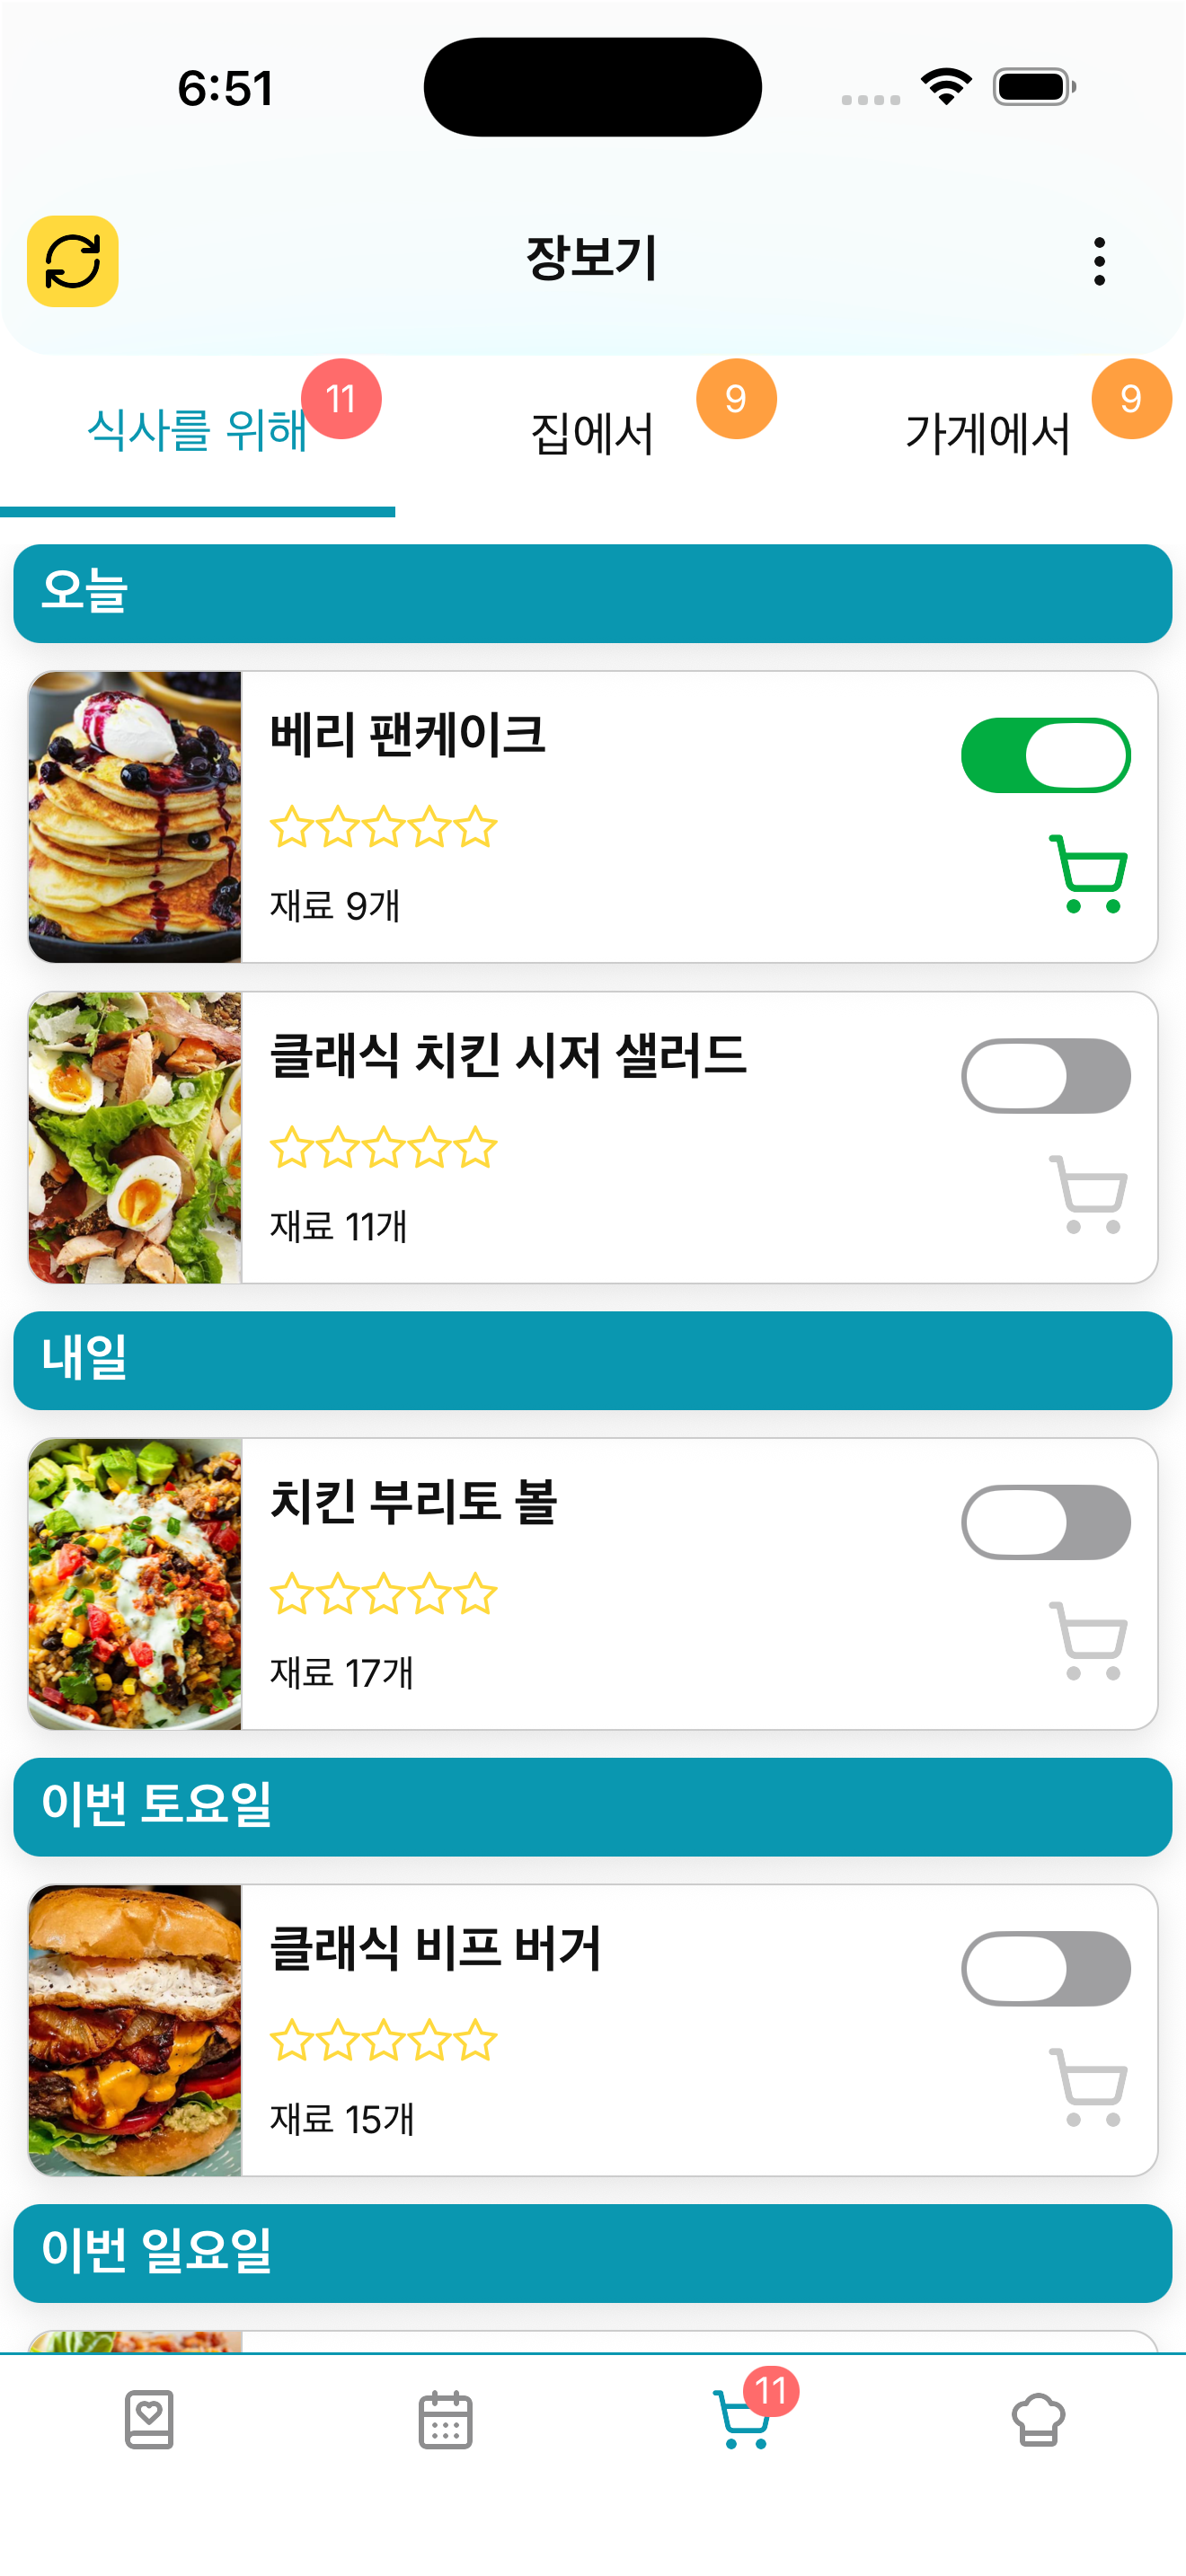 6:51
장보기
식사를 위해
11
집에서
9
가게에서
9
오늘
베리 팬케이크
재료 9개
클래식 치킨 시저 샐러드
재료 11개
내일
치킨 부리토 볼
재료 17개
이번 토요일
클래식 비프 버거
재료 15개
이번 일요일
11